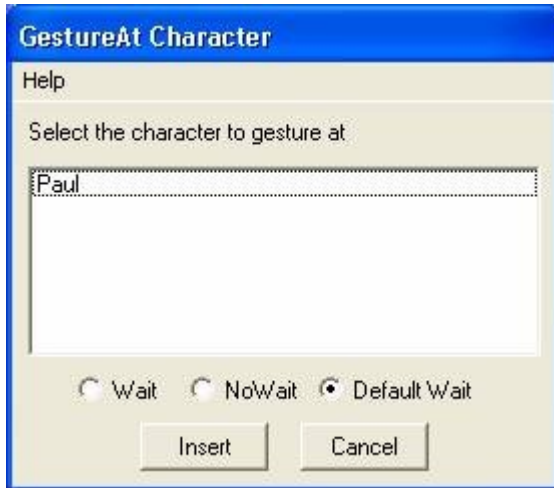 GestureAt Character
Help
Select the character to gesture at
Paul
Wait NoWait Default Wait
Insert Cancel